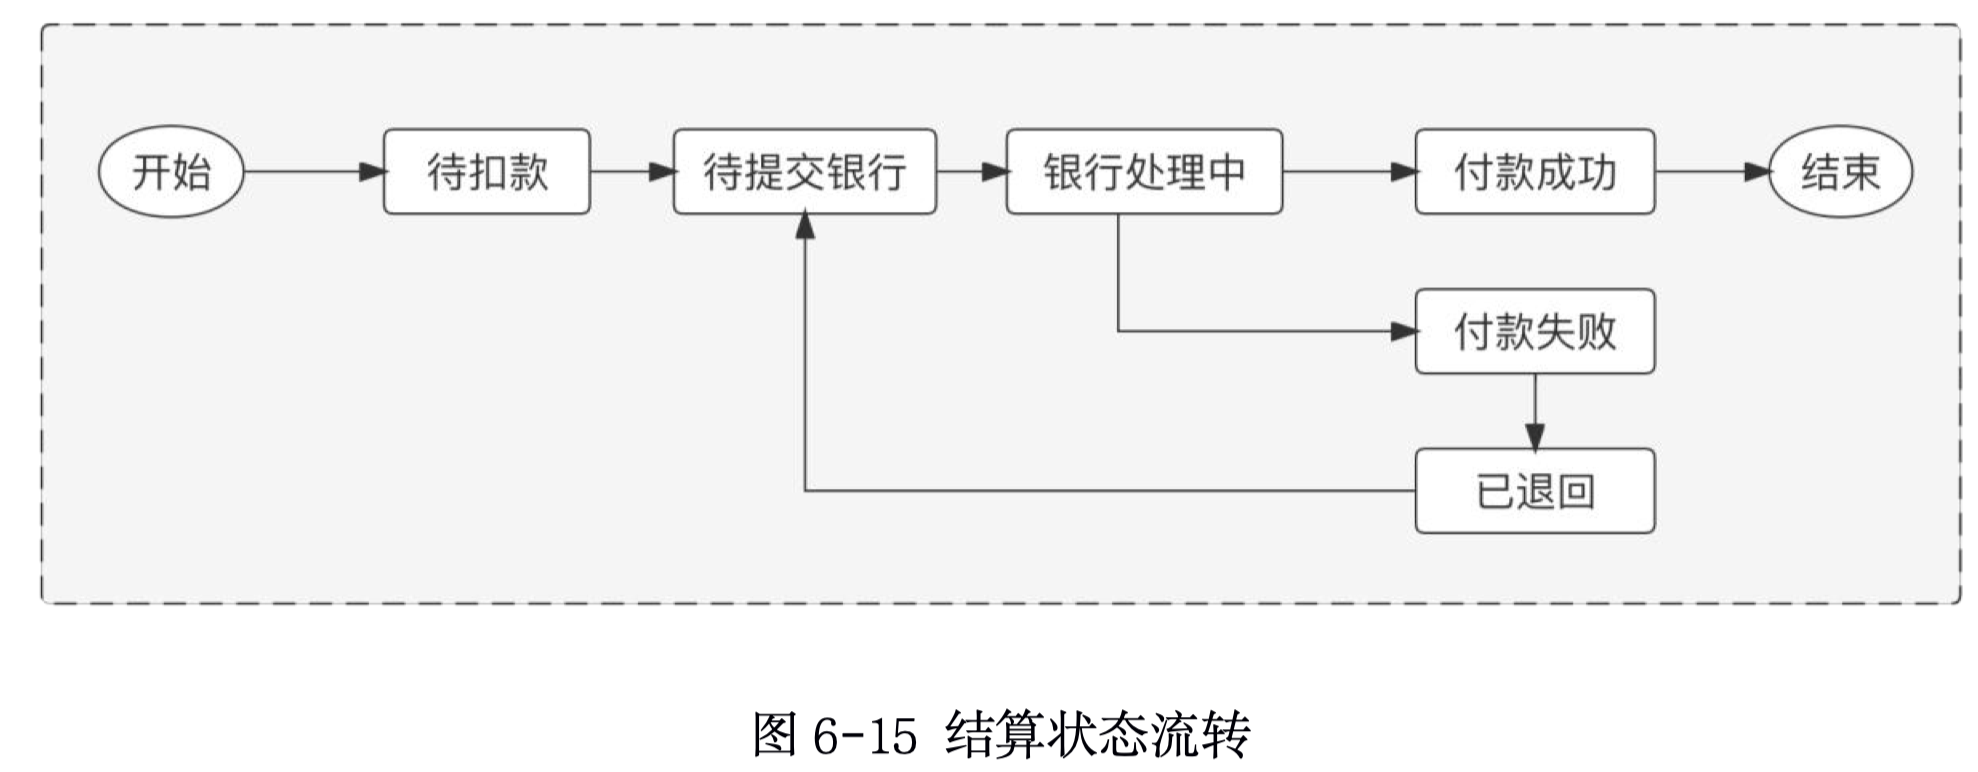 开始
待扣款
待提交银行
银行处理中
付款成功
结束
付款失败
已退回
图 6-15 结算状态流转